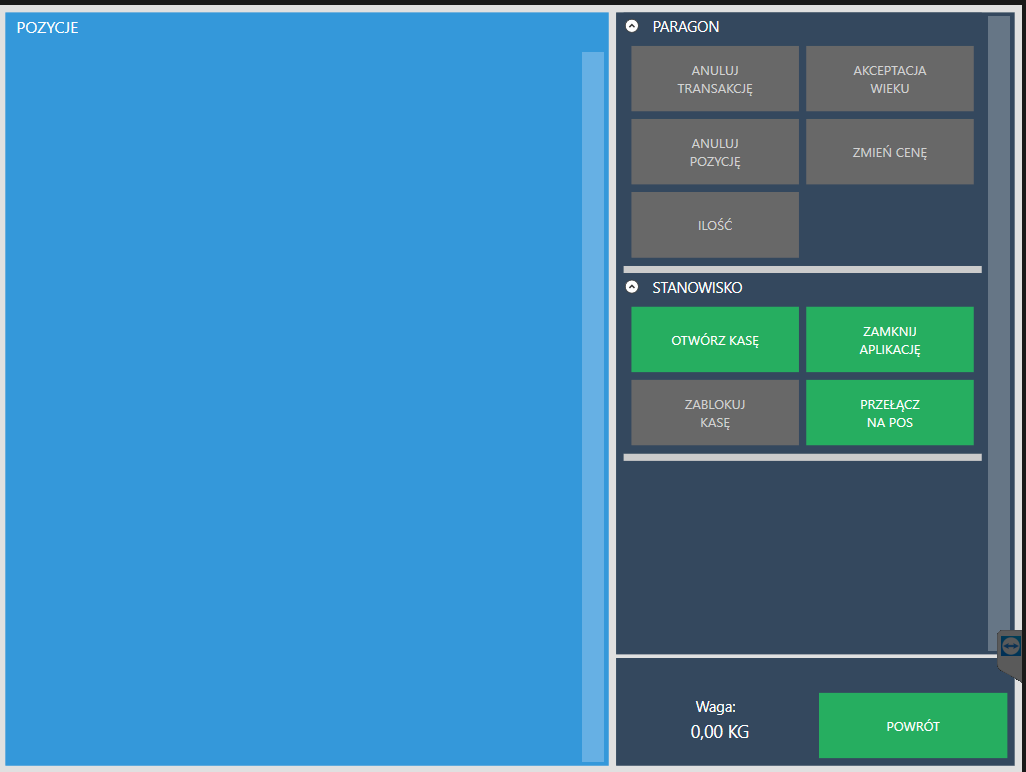 POZYCJE
PARAGON
ANULUJ
TRANSAKCJĘ
AKCEPTACJA
WIEKU
ANULUJ
POZYCJĘ
ZMIEŃ CENĘ
ILOŚĆ
STANOWISKO
OTWÓRZ KASĘ
ZAMKNIJ
APLIKACJĘ
ZABLOKUJ
KASĘ
PRZEŁĄCZ
NA POS
Waga:
0,00 KG
POWRÓT